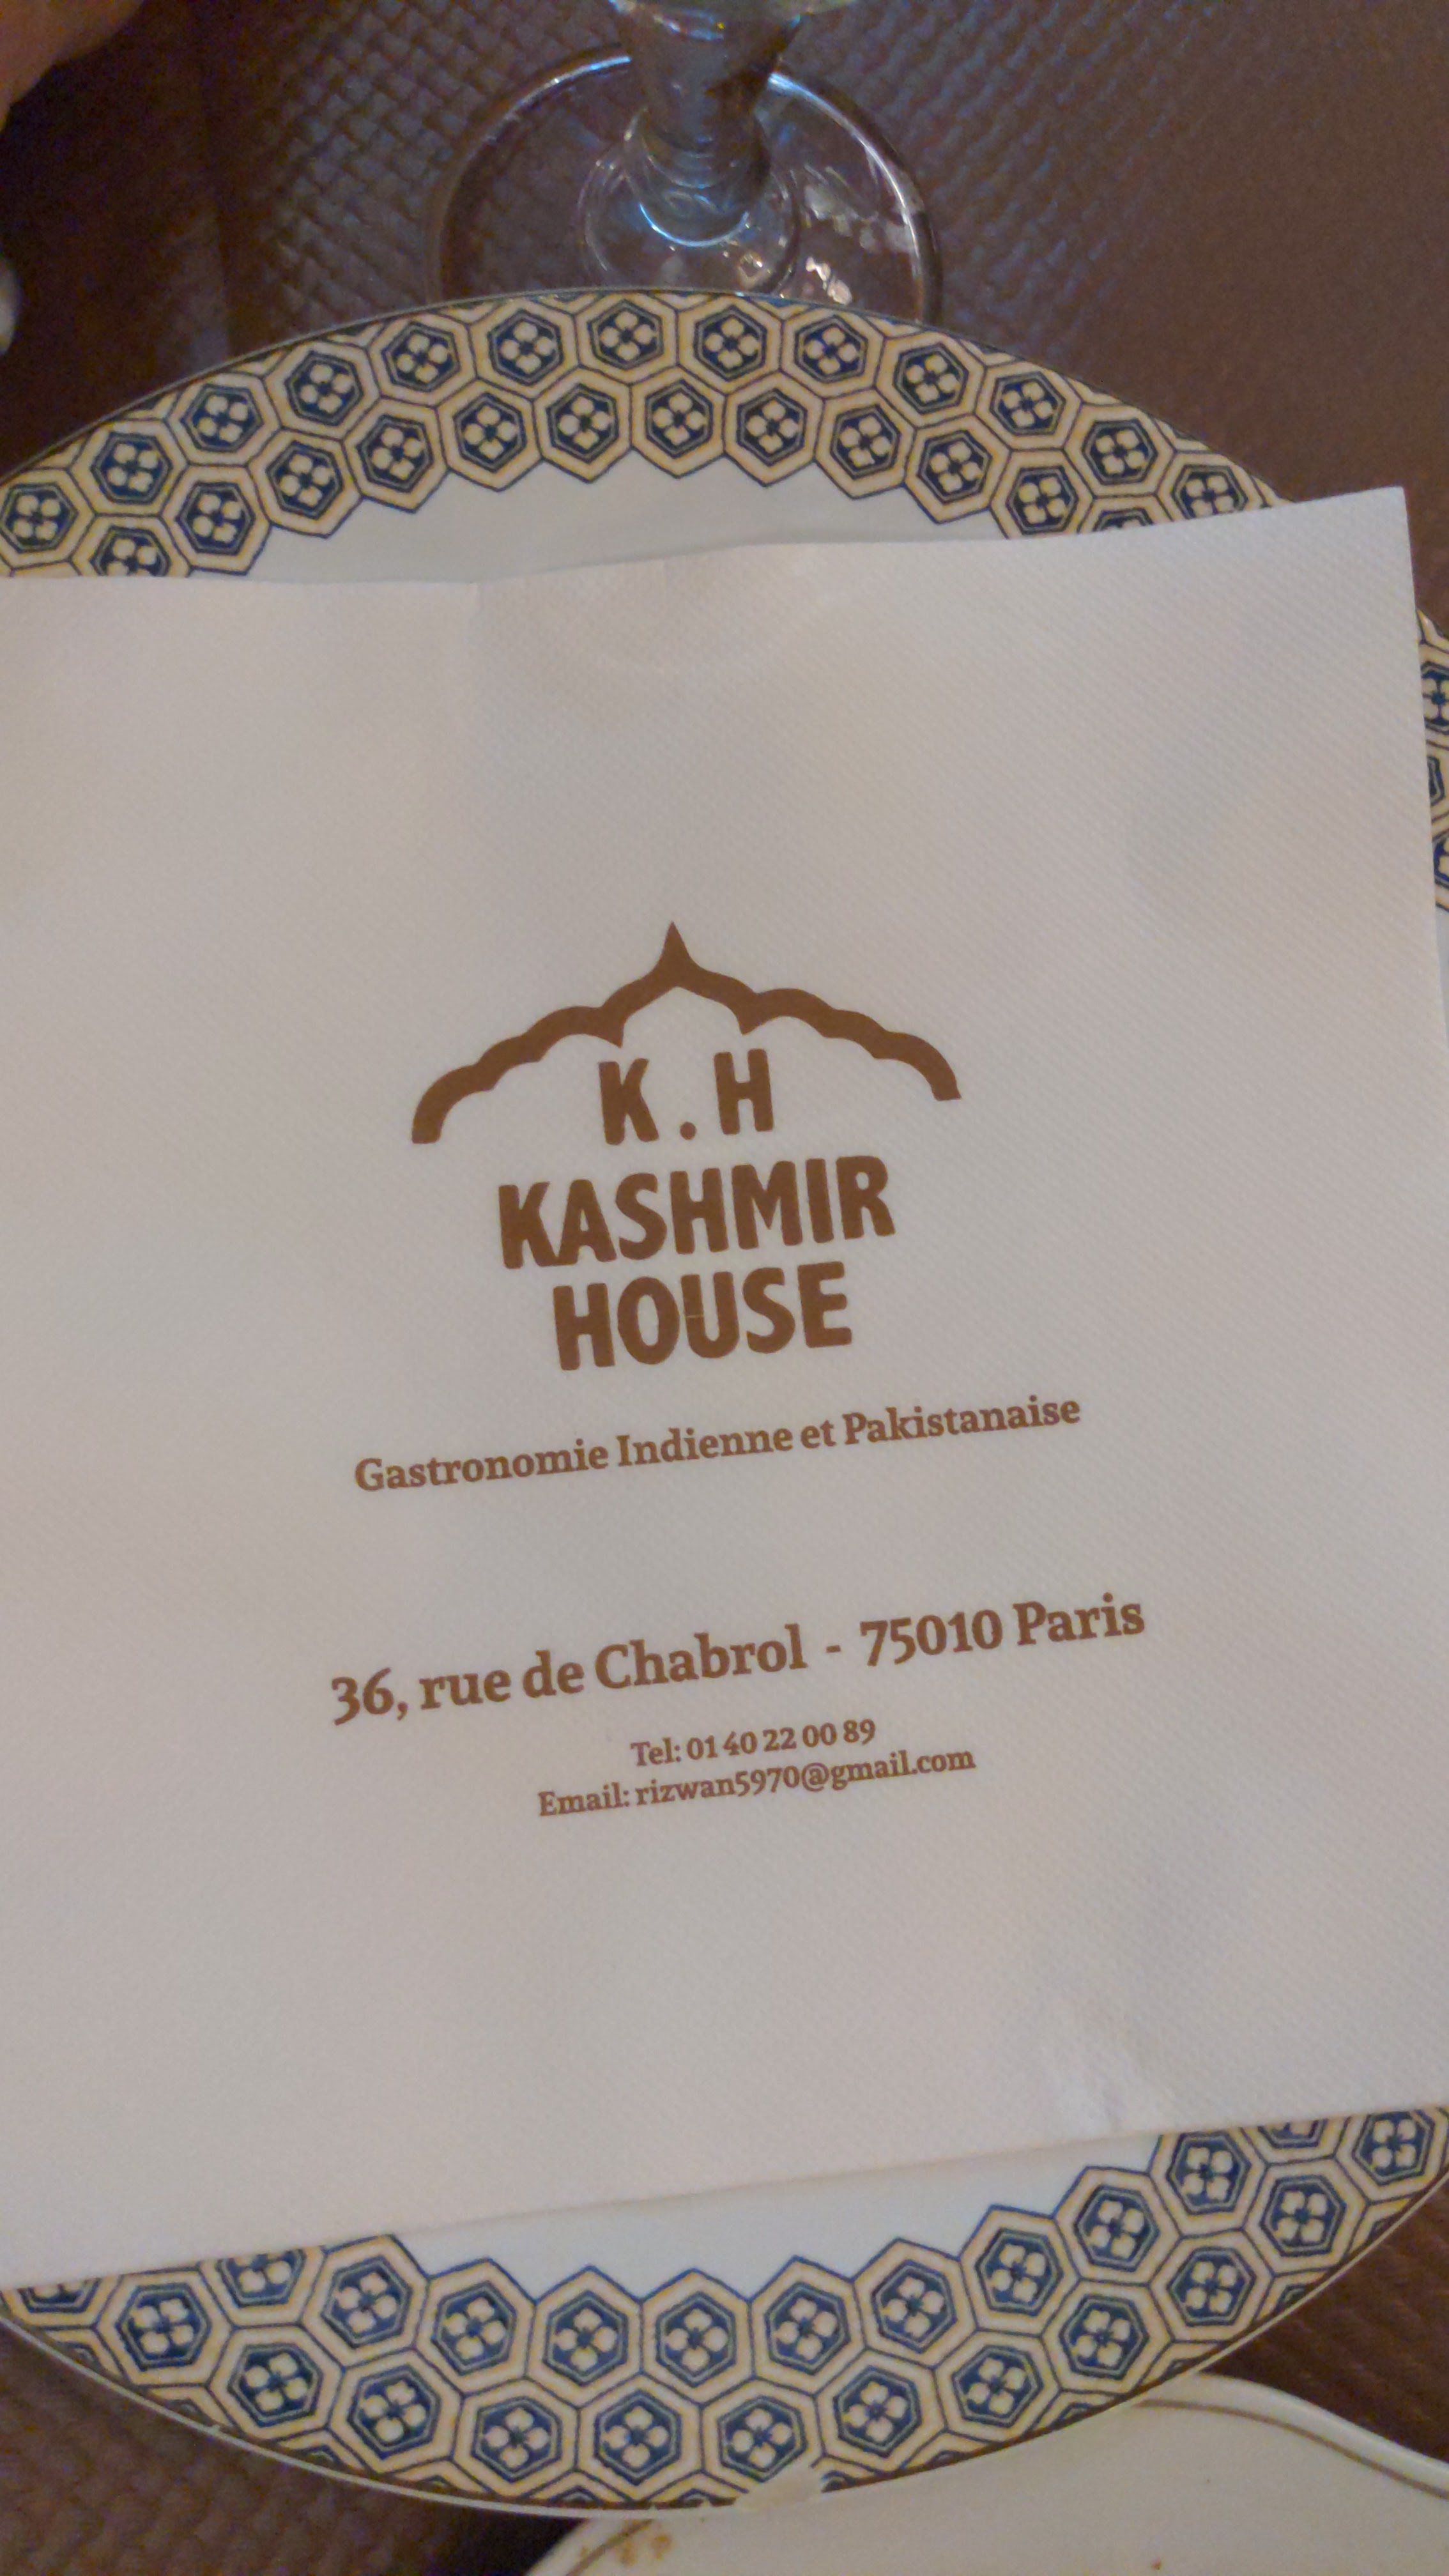 K.H
KASHMIR
HOUSE
Gastronomie Indienne et Pakistanaise
36, rue de Chabrol - 75010 Paris
Tel: 01 40 22 00 89
Email: rizwan5970@gmail.com